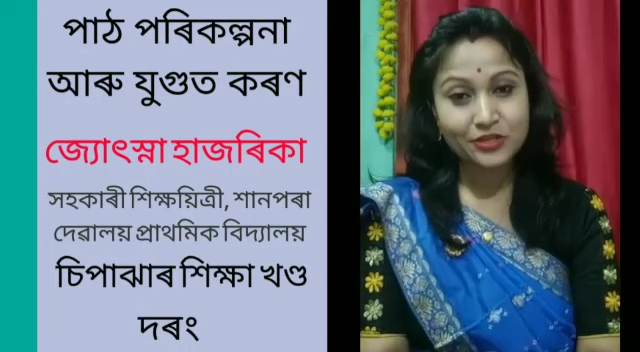 পাঠ পৰিকল্পনা
আৰু যুগুত কৰণ
জ্যোৎস্না হাজৰিকা
সহকাৰী শিক্ষয়িত্ৰী, শানপৰা
দেৱালয় প্ৰাথমিক বিদ্যালয়
চিপাঝাৰ শিক্ষা খণ্ড
দৰং